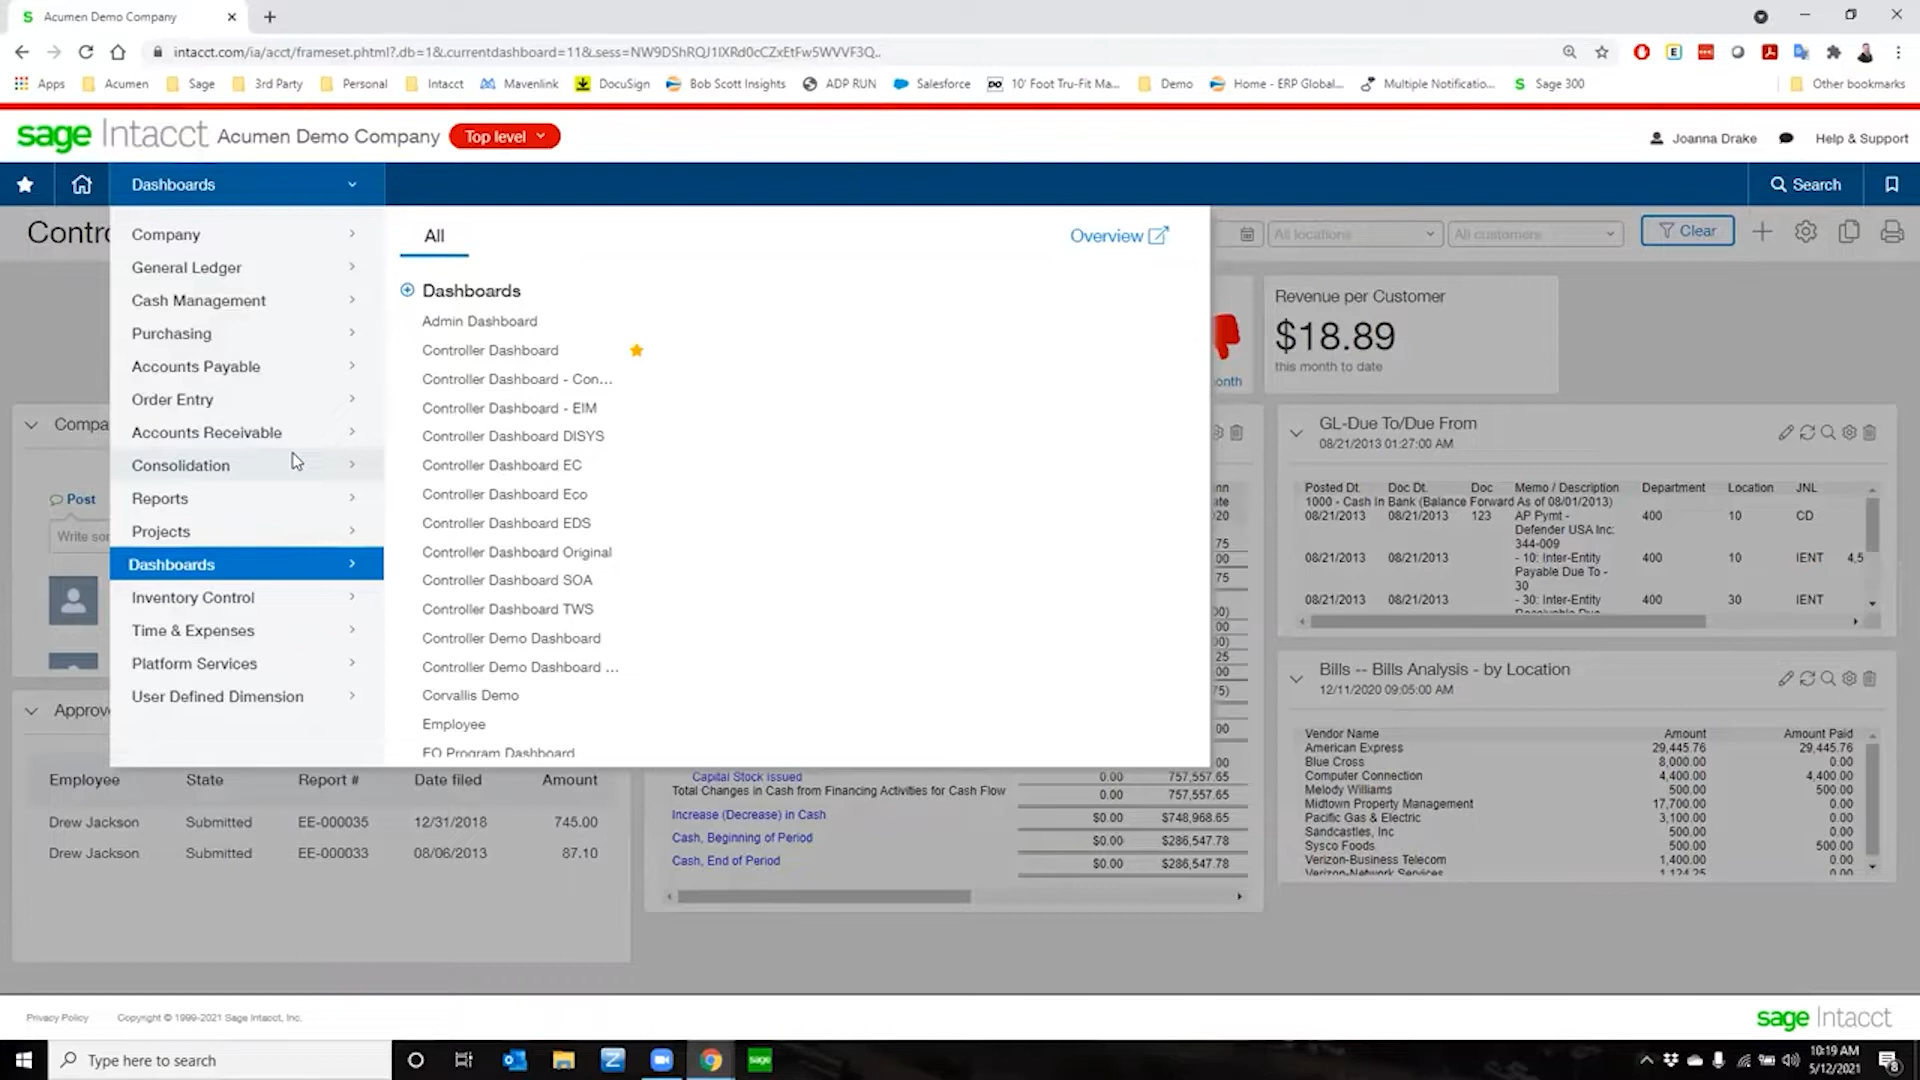 Acumen Demo Company
intacct.com/ia/acct/frameset.phtml?.db=1&.currentdashboard=11&.sess=NW9DShRQJ1IXRd0cCZxEtFw5WVVF3Q..
Apps Acumen Sage 3rd Party Personal Intacct Mavenlink DocuSign Bob Scott Insights ADP RUN Salesforce DO 10' Foot Tru-Fit Ma... Demo Home - ERP Global... Multiple Notificatio... Sage 300 Other bookmarks
sage Intacct Acumen Demo Company Top level Joanna Drake Help & Support
Dashboards Search
Contro All locations All customers Clear
Company
General Ledger
Cash Management
Purchasing
Accounts Payable
Order Entry
Accounts Receivable
Consolidation
Reports
Projects
Dashboards
Inventory Control
Time & Expenses
Platform Services
User Defined Dimension
All Overview
Dashboards
Admin Dashboard
Controller Dashboard
Controller Dashboard - Con...
Controller Dashboard - EIM
Controller Dashboard DISYS
Controller Dashboard EC
Controller Dashboard Eco
Controller Dashboard EDS
Controller Dashboard Original
Controller Dashboard SOA
Controller Dashboard TWS
Controller Demo Dashboard
Controller Demo Dashboard ...
Corvallis Demo
Employee
EO Program Dashboard
onth
Revenue per Customer
$18.89
this month to date
Compa
Post
Write son
GL-Due To/Due From
08/21/2013 01:27:00 AM
Posted Dt. Doc Dt. Doc Memo / Description Department Location JNL
1000 - Cash In Bank (Balance Forward As of 08/01/2013)
08/21/2013 08/21/2013 123 AP Pymt - 400 10 CD
Defender USA Inc.
344-009
08/21/2013 08/21/2013 - 10: Inter-Entity 400 10 IENT 4,5
Payable Due To -
30
08/21/2013 08/21/2013 - 30: Inter-Entity 400 30 IENT
Bills -- Bills Analysis - by Location
12/11/2020 09:05:00 AM
Vendor Name Amount Amount Paid
American Express 29,445.76 29,445.76
Blue Cross 8,000.00 0.00
Computer Connection 4,400.00 4,400.00
Melody Williams 500.00 500.00
Midtown Property Management 17,700.00 0.00
Pacific Gas & Electric 3,100.00 0.00
Sandcastles, Inc 500.00 0.00
Sysco Foods 500.00 500.00
Verizon-Business Telecom 1,400.00 0.00
Verizon-Network Services 1,124.25 0.00
Approv
Employee State Report # Date filed Amount
Drew Jackson Submitted EE-000035 12/31/2018 745.00
Drew Jackson Submitted EE-000033 08/06/2013 87.10
Capital Stock Issued 0.00 757,557.65
Total Changes in Cash from Financing Activities for Cash Flow 0.00 757,557.65
Increase (Decrease) in Cash $0.00 $748,968.65
Cash, Beginning of Period $0.00 $286,547.78
Cash, End of Period $0.00 $286,547.78
Privacy Policy Copyright © 1999-2021 Sage Intacct, Inc. sage Intacct
Type here to search sage 10:19 AM
5/12/2021 8